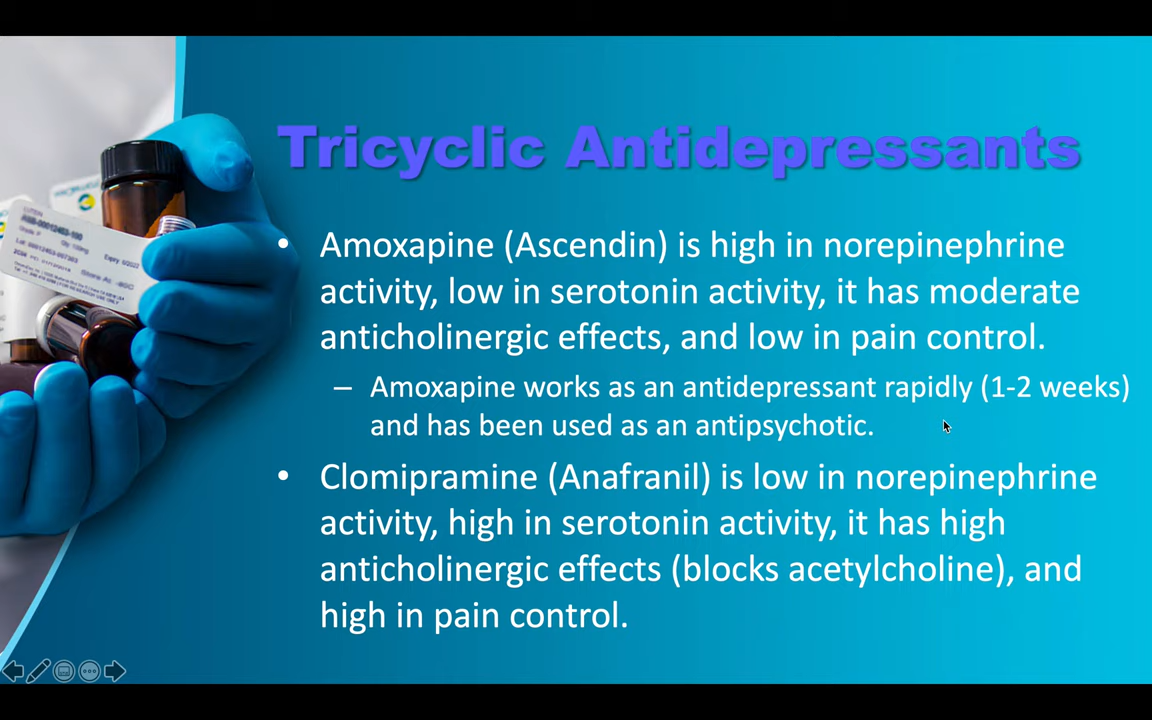 Tricyclic Antidepressants
• Amoxapine (Ascendin) is high in norepinephrine
activity, low in serotonin activity, it has moderate
anticholinergic effects, and low in pain control.
– Amoxapine works as an antidepressant rapidly (1-2 weeks)
and has been used as an antipsychotic.
• Clomipramine (Anafranil) is low in norepinephrine
activity, high in serotonin activity, it has high
anticholinergic effects (blocks acetylcholine), and
high in pain control.